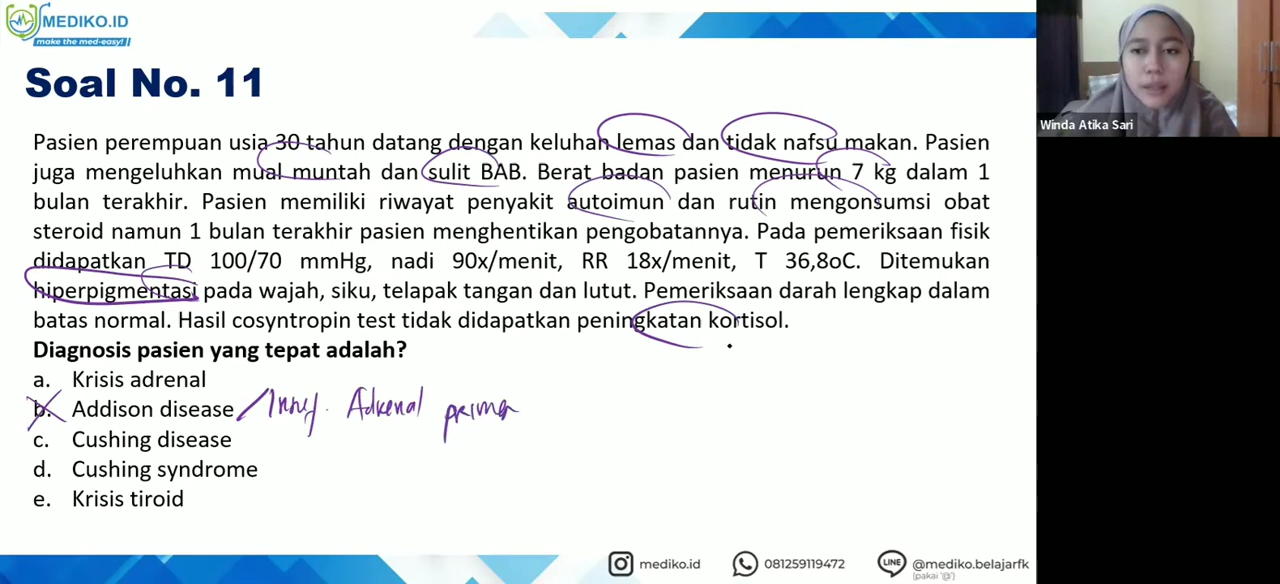 MEDIKO.ID
make the med-easy!
Soal No. 11
Winda Atika Sari
Pasien perempuan usia 30 tahun datang dengan keluhan lemas dan tidak nafsu makan. Pasien
juga mengeluhkan mual muntah dan sulit BAB. Berat badan pasien menurun 7 kg dalam 1
bulan terakhir. Pasien memiliki riwayat penyakit autoimun dan rutin mengonsumsi obat
steroid namun 1 bulan terakhir pasien menghentikan pengobatannya. Pada pemeriksaan fisik
didapatkan TD 100/70 mmHg, nadi 90x/menit, RR 18x/menit, T 36,8oC. Ditemukan
hiperpigmentasi pada wajah, siku, telapak tangan dan lutut. Pemeriksaan darah lengkap dalam
batas normal. Hasil cosyntropin test tidak didapatkan peningkatan kortisol.
Diagnosis pasien yang tepat adalah?
a. Krisis adrenal
b. Addison disease / Adrenal primer
c. Cushing disease
d. Cushing syndrome
e. Krisis tiroid
mediko.id 081259119472 LINE @mediko.belajarfk
(pakai '@')